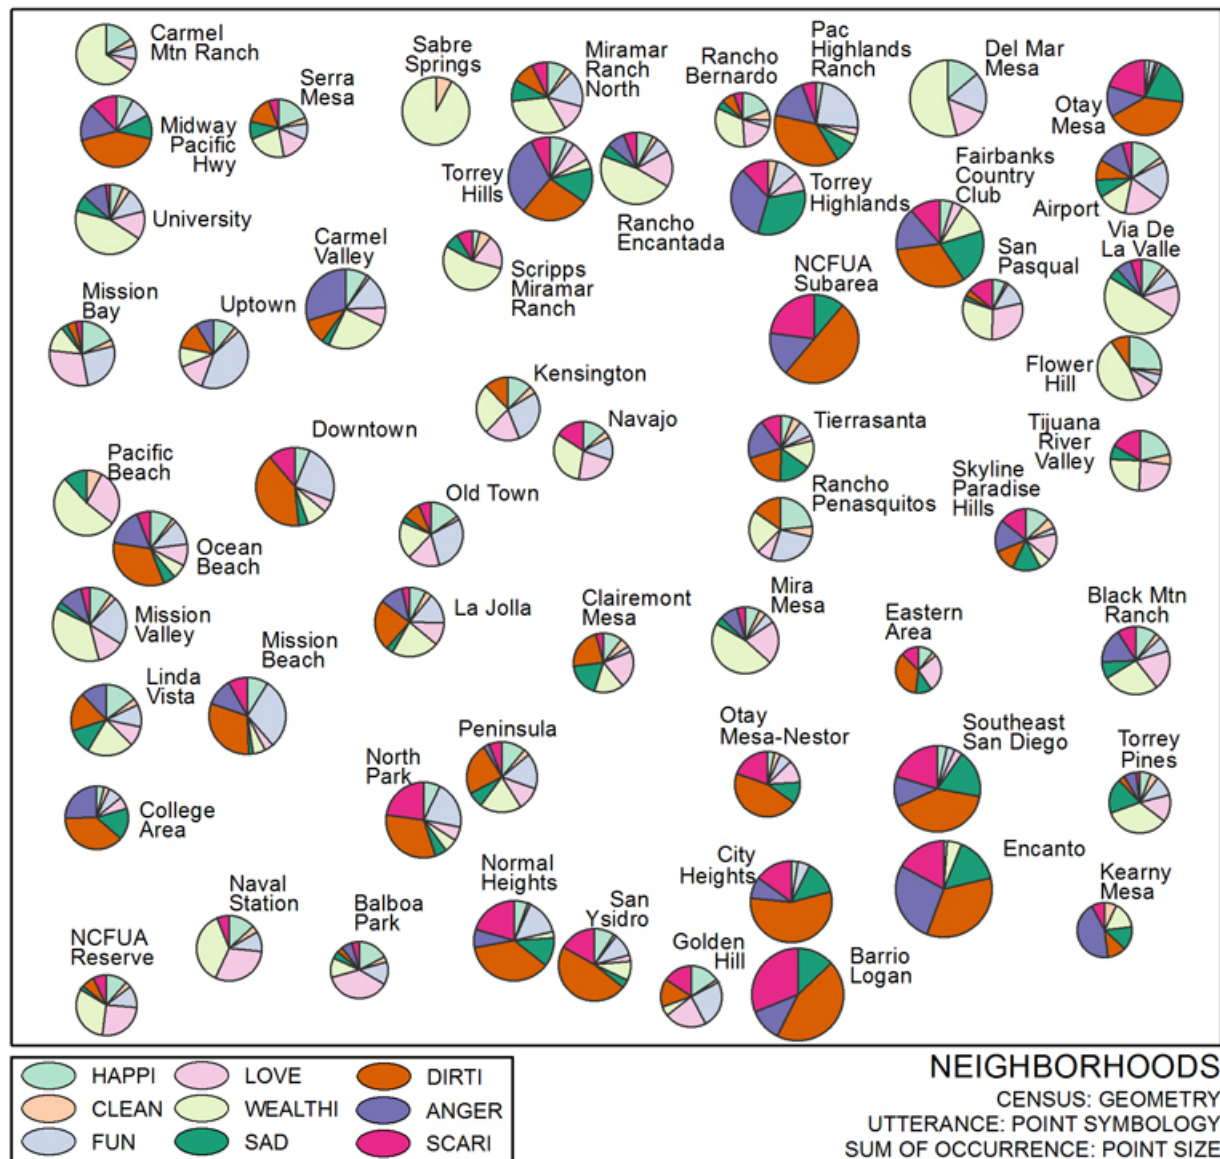 Carmel
Mtn Ranch
Serra
Mesa
Sabre
Springs
Miramar
Ranch
North
Rancho
Bernardo
Pac
Highlands
Ranch
Del Mar
Mesa
Otay
Mesa
Midway
Pacific
Hwy
Torrey
Hills
Rancho
Encantada
Torrey
Highlands
Fairbanks
Country
Club
Airport
University
Carmel
Valley
Scripps
Miramar
Ranch
NCFUA
Subarea
San
Pasqual
Via De
La Valle
Mission
Bay
Uptown
Kensington
Navajo
Flower
Hill
Downtown
Tierrasanta
Tijuana
River
Valley
Pacific
Beach
Old Town
Rancho
Penasquitos
Skyline
Paradise
Hills
Ocean
Beach
Mission
Valley
Mission
Beach
La Jolla
Clairemont
Mesa
Mira
Mesa
Eastern
Area
Black Mtn
Ranch
Linda
Vista
Peninsula
North
Park
Otay
Mesa-Nestor
Southeast
San Diego
Torrey
Pines
College
Area
Normal
Heights
San
Ysidro
City
Heights
Encanto
Kearny
Mesa
Naval
Station
Balboa
Park
NCFUA
Reserve
Golden
Hill
Barrio
Logan
HAPPI LOVE DIRTI
CLEAN WEALTHI ANGER
FUN SAD SCARI
NEIGHBORHOODS
CENSUS: GEOMETRY
UTTERANCE: POINT SYMBOLOGY
SUM OF OCCURRENCE: POINT SIZE